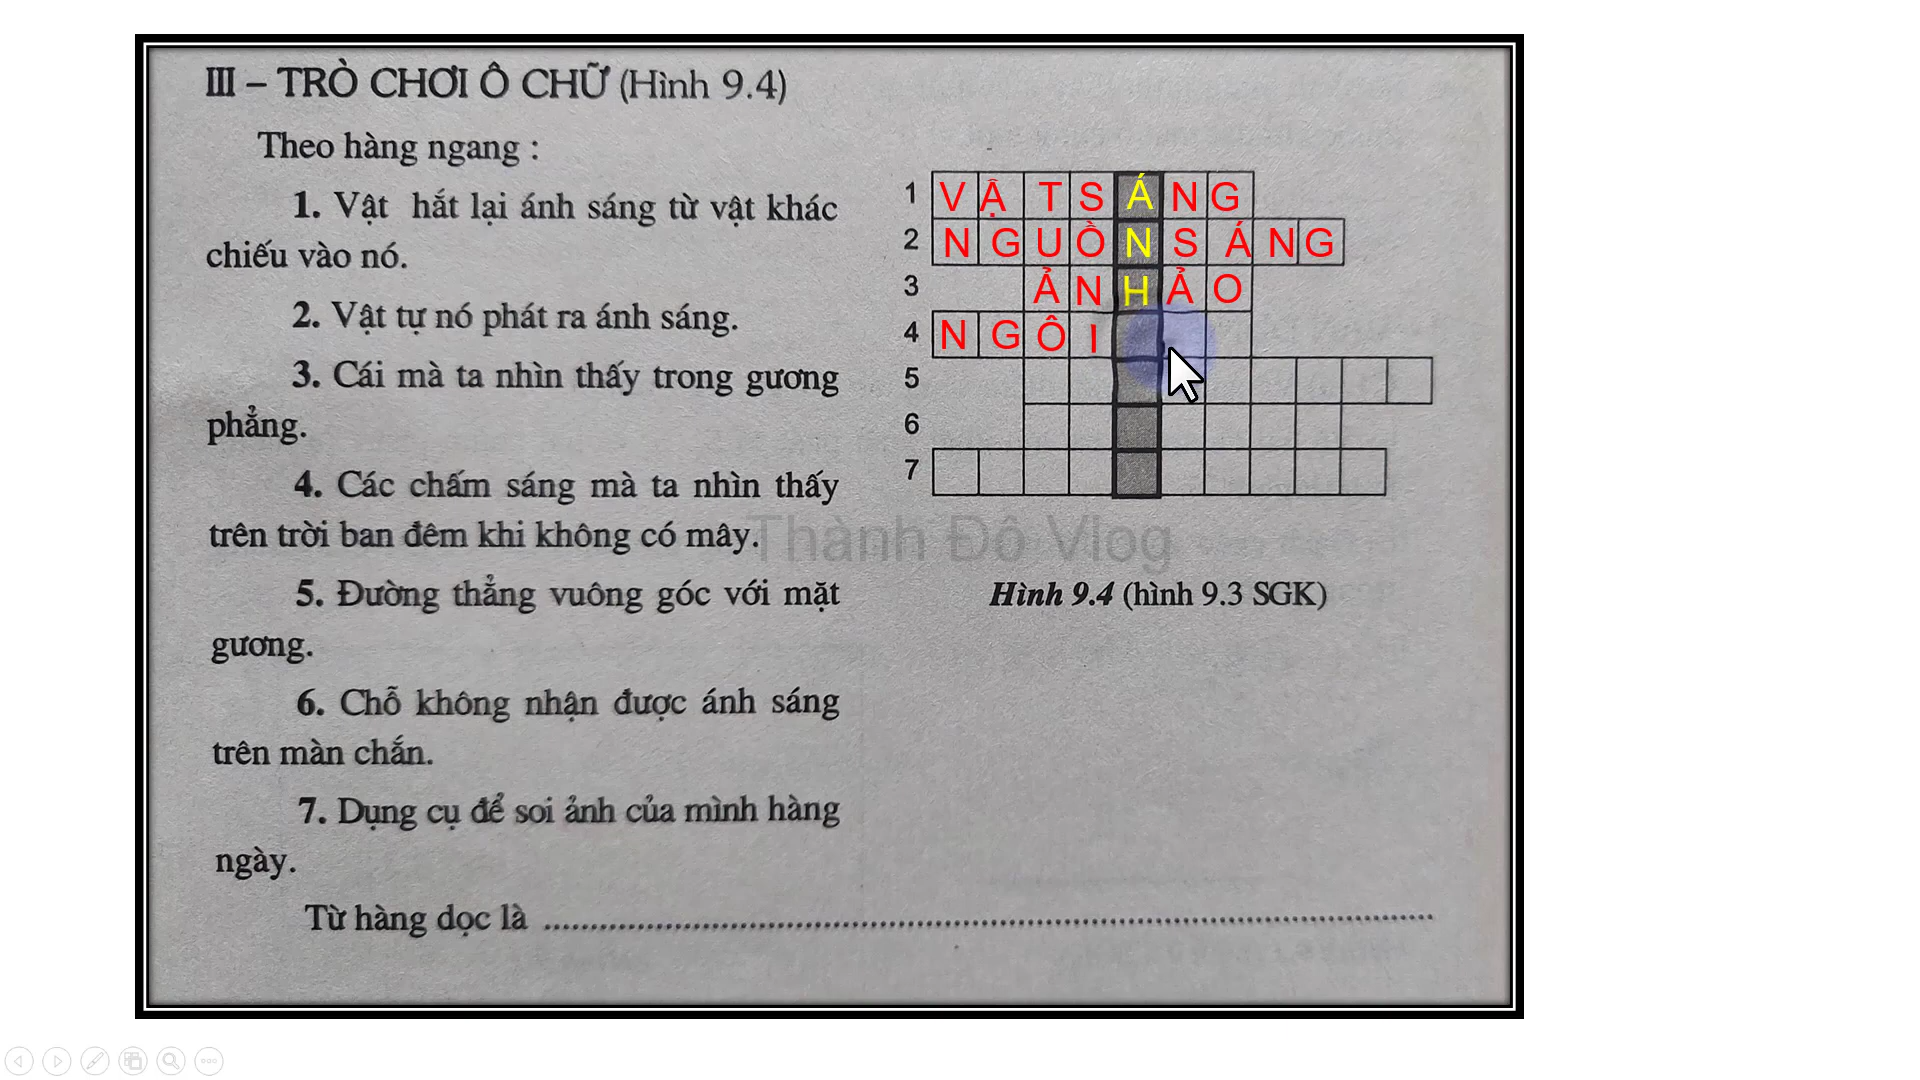 III – TRÒ CHƠI Ô CHỮ (Hình 9.4)
Theo hàng ngang :
1. Vật hắt lại ánh sáng từ vật khác
chiếu vào nó.
2. Vật tự nó phát ra ánh sáng.
3. Cái mà ta nhìn thấy trong gương
phẳng.
4. Các chấm sáng mà ta nhìn thấy
trên trời ban đêm khi không có mây.
5. Đường thẳng vuông góc với mặt
gương.
6. Chỗ không nhận được ánh sáng
trên màn chắn.
7. Dụng cụ để soi ảnh của mình hàng
ngày.
Từ hàng dọc là ........................
1 V Ậ T S Á N G
2 N G U Ồ N S Á N G
3 Ả N H Ả O
4 N G Ô I
5
6
7
Thành Đô Vlog
Hình 9.4 (hình 9.3 SGK)